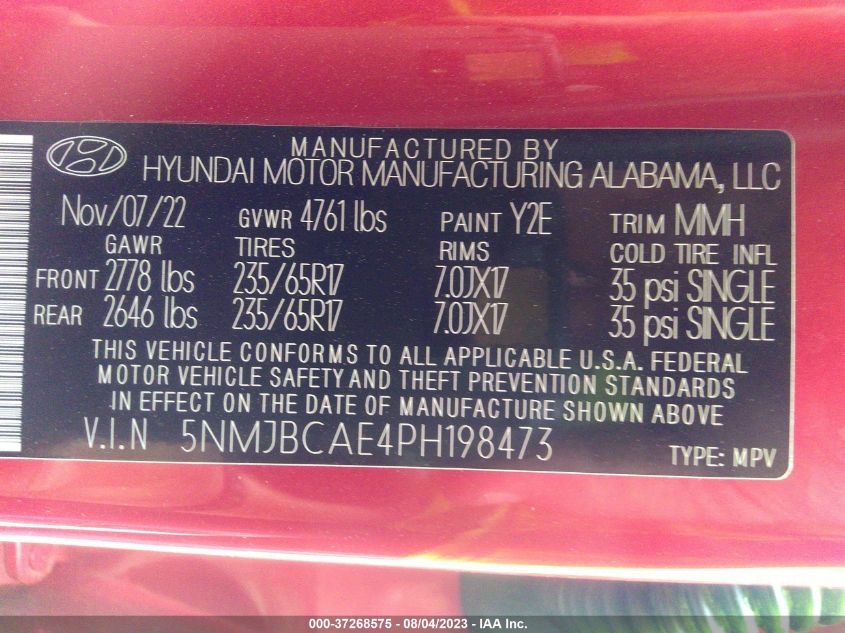 MANUFACTURED BY
HYUNDAI MOTOR MANUFACTURING ALABAMA, LLC
Nov/07/22 GVWR 4761 lbs PAINT Y2E TRIM MMH
GAWR TIRES RIMS COLD TIRE INFL
FRONT 2778 lbs 235/65R17 7.0JX17 35 psi SINGLE
REAR 2646 lbs 235/65R17 7.0JX17 35 psi SINGLE
THIS VEHICLE CONFORMS TO ALL APPLICABLE U.S.A. FEDERAL
MOTOR VEHICLE SAFETY AND THEFT PREVENTION STANDARDS
IN EFFECT ON THE DATE OF MANUFACTURE SHOWN ABOVE
V.I.N 5NMJBCAE4PH198473 TYPE: MPV
000-37268575 - 08/04/2023 - IAA Inc.